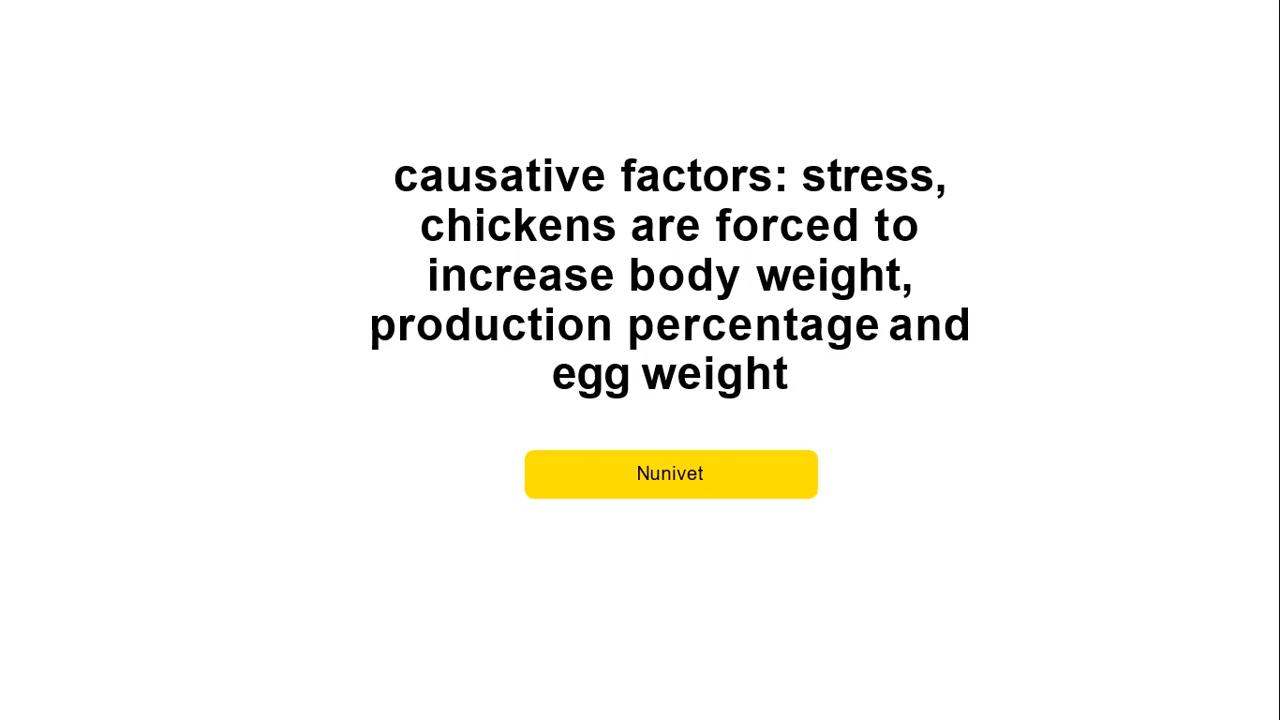 causative factors: stress,
chickens are forced to
increase body weight,
production percentage and
egg weight
Nunivet